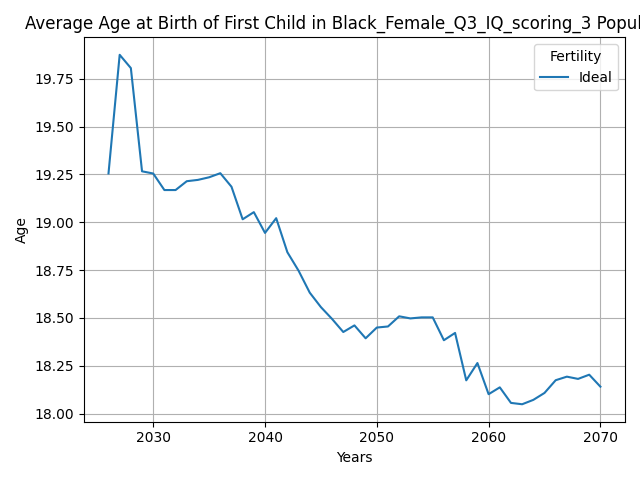 Average Age at Birth of First Child in Black_Female_Q3_IQ_scoring_3 Popul
Fertility
Ideal
19.75
19.50
19.25
19.00
18.75
18.50
18.25
18.00
Age
2030 2040 2050 2060 2070
Years